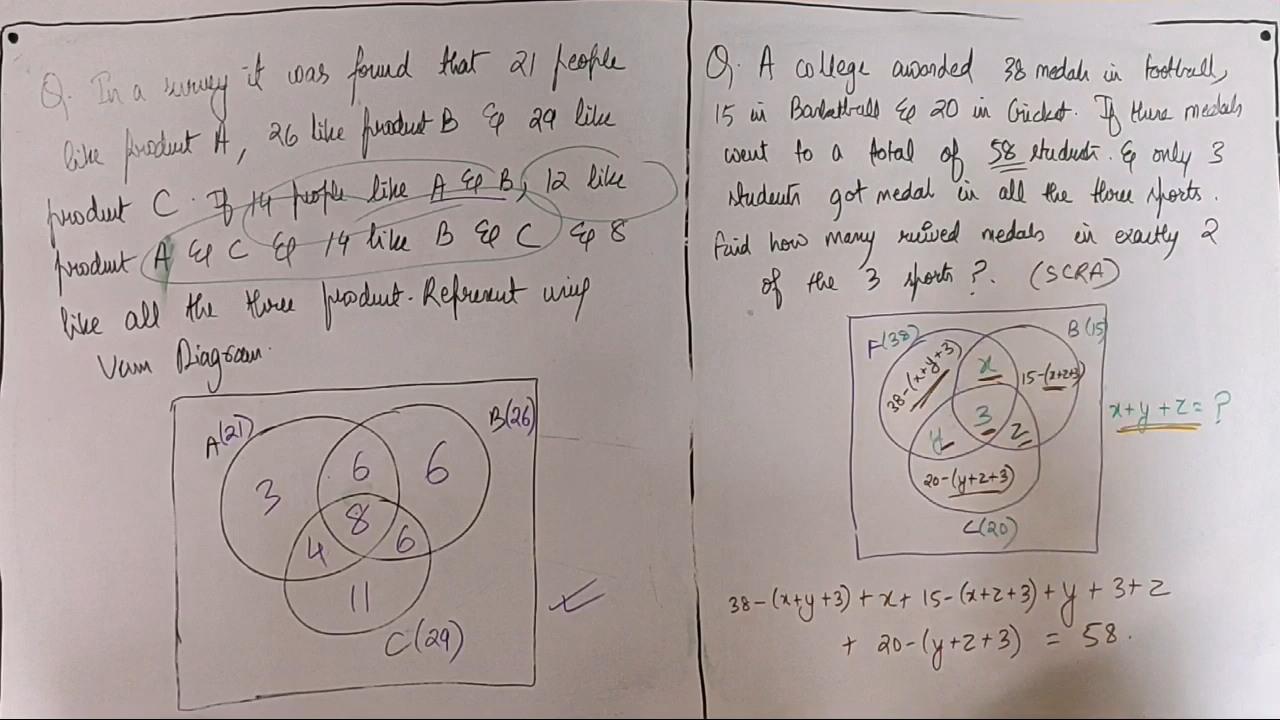 Q. In a survey it was found that 21 people
like product A, 26 like product B & 29 like
product C. If 14 people like A & B, 12 like
product A & C & 14 like B & C & 8
like all the three product. Represent using
Venn Diagram.
A(21)
B(26)
3
6
6
8
4
6
11
C(29)
Q. A college awarded 38 medals in football,
15 in Basketball & 20 in Cricket. If these medals
went to a total of 58 students & only 3
students got medal in all the three sports.
Find how many received medals in exactly 2
of the 3 sports ?. (SCRA)
F(38)
B(15)
38-(x+y+3)
x
15-(x+z+3)
3
y
z
20-(y+z+3)
C(20)
x+y+z = ?
38-(x+y+3) + x + 15-(x+z+3) + y + 3 + z
+ 20-(y+z+3) = 58.